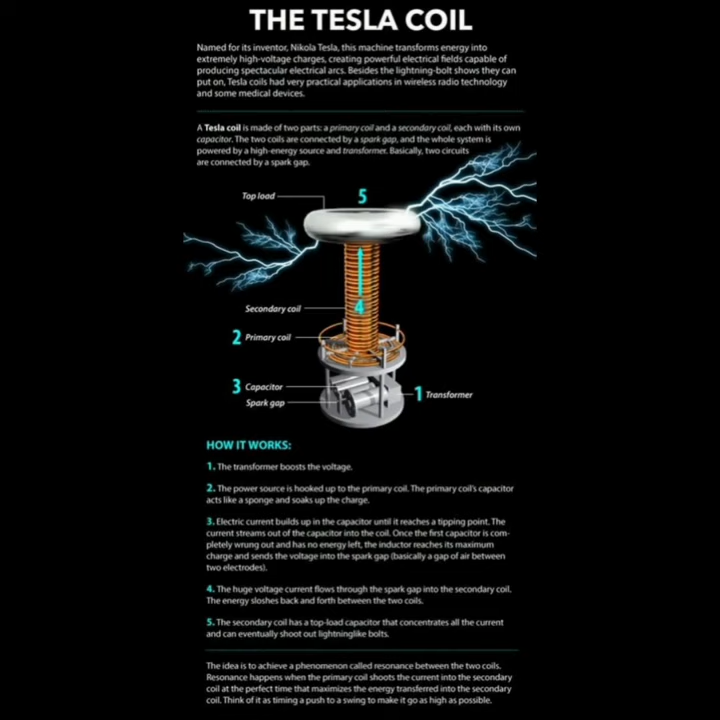 THE TESLA COIL
Named for its inventor, Nikola Tesla, this machine transforms energy into
extremely high-voltage charges, creating powerful electrical fields capable of
producing spectacular electrical arcs. Besides the lightning-bolt shows they can
put on, Tesla coils had very practical applications in wireless radio technology
and some medical devices.
A Tesla coil is made of two parts: a primary coil and a secondary coil, each with its own
capacitor. The two coils are connected by a spark gap, and the whole system is
powered by a high-energy source and transformer. Basically, two circuits
are connected by a spark gap.
Top load
5
Secondary coil
4
2 Primary coil
3 Capacitor
Spark gap
1 Transformer
HOW IT WORKS:
1. The transformer boosts the voltage.
2. The power source is hooked up to the primary coil. The primary coil's capacitor
acts like a sponge and soaks up the charge.
3. Electric current builds up in the capacitor until it reaches a tipping point. The
current streams out of the capacitor into the coil. Once the first capacitor is com-
pletely wrung out and has no energy left, the inductor reaches its maximum
charge and sends the voltage into the spark gap (basically a gap of air between
two electrodes).
4. The huge voltage current flows through the spark gap into the secondary coil.
The energy sloshes back and forth between the two coils.
5. The secondary coil has a top-load capacitor that concentrates all the current
and can eventually shoot out lightninglike bolts.
The idea is to achieve a phenomenon called resonance between the two coils.
Resonance happens when the primary coil shoots the current into the secondary
coil at the perfect time that maximizes the energy transferred into the secondary
coil. Think of it as timing a push to a swing to make it go as high as possible.